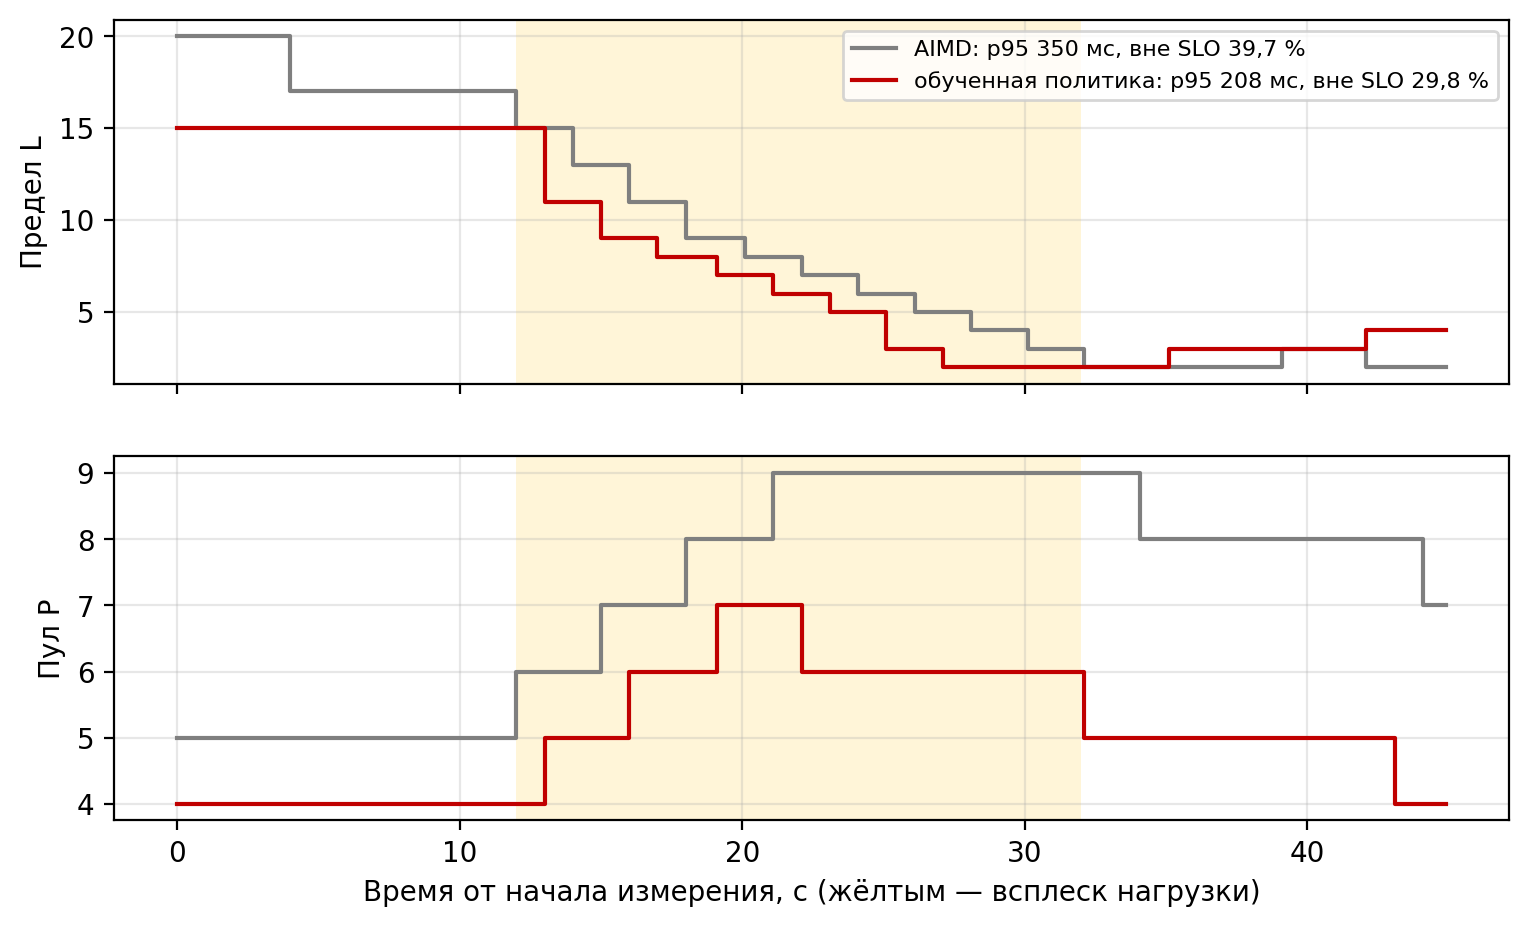 20
15
10
5
Предел L
AIMD: p95 350 мс, вне SLO 39,7 %
обученная политика: p95 208 мс, вне SLO 29,8 %
9
8
7
6
5
4
Пул P
0 10 20 30 40
Время от начала измерения, с (жёлтым — всплеск нагрузки)